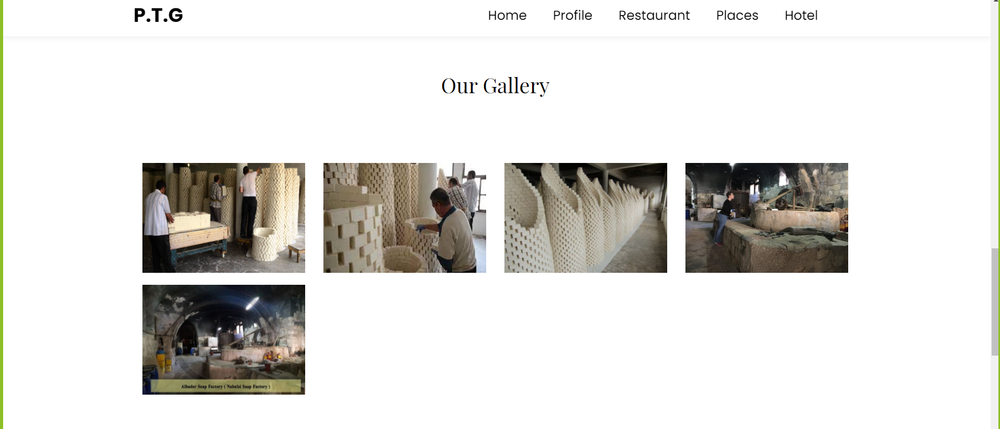 P.T.G
Home Profile Restaurant Places Hotel
Our Gallery
Albader Soap Factory ( Nabulsi Soap Factory )